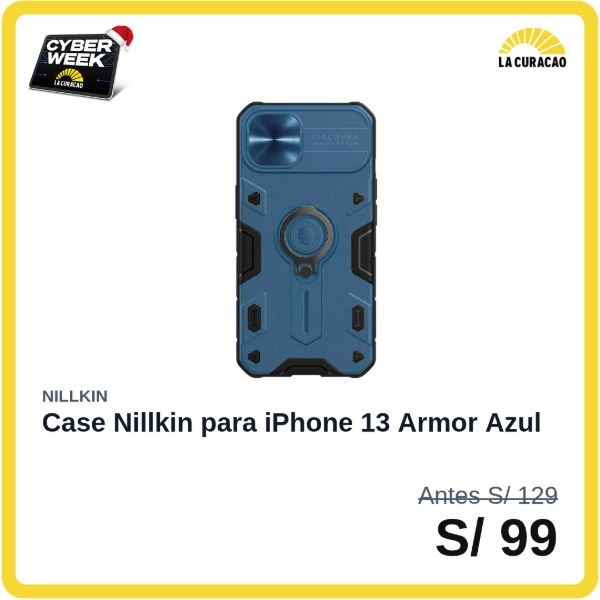 CYBER
WEEK
LA CURACAO
LA CURACAO
DISCOVER
INNOVATION
NILLKIN
Case Nillkin para iPhone 13 Armor Azul
Antes S/ 129
S/ 99